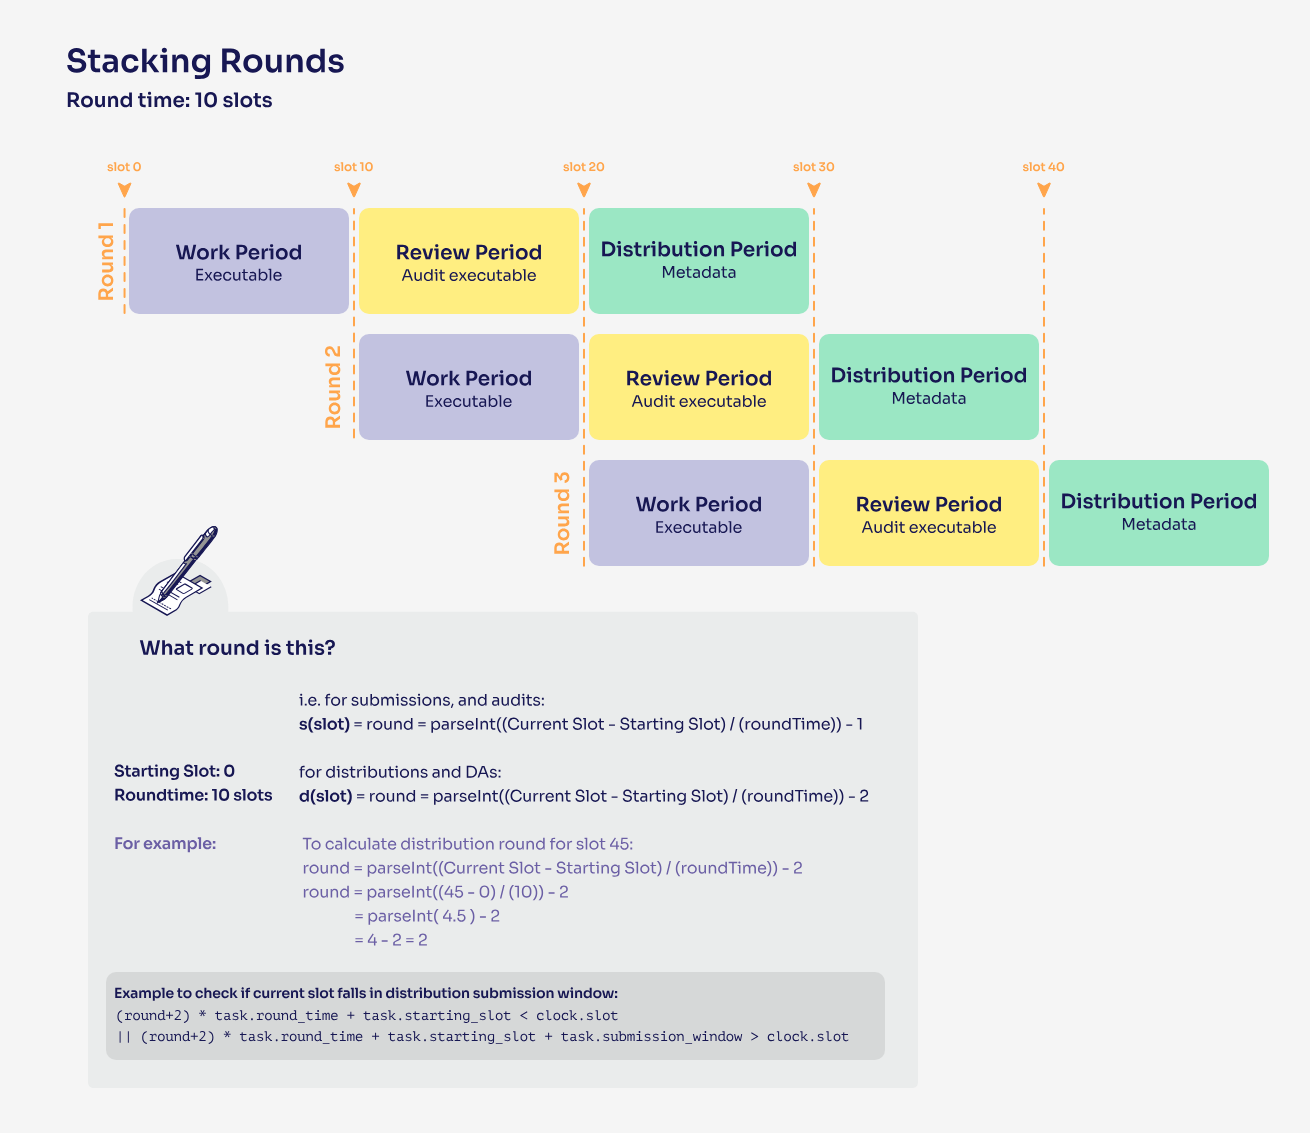 Stacking Rounds
Round time: 10 slots
slot 0
slot 10
slot 20
slot 30
slot 40
Round 1
Work Period
Executable
Review Period
Audit executable
Distribution Period
Metadata
Round 2
Work Period
Executable
Review Period
Audit executable
Distribution Period
Metadata
Round 3
Work Period
Executable
Review Period
Audit executable
Distribution Period
Metadata
What round is this?
i.e. for submissions, and audits:
s(slot) = round = parseInt((Current Slot - Starting Slot) / (roundTime)) - 1
Starting Slot: 0
Roundtime: 10 slots
for distributions and DAs:
d(slot) = round = parseInt((Current Slot - Starting Slot) / (roundTime)) - 2
For example:
To calculate distribution round for slot 45:
round = parseInt((Current Slot - Starting Slot) / (roundTime)) - 2
round = parseInt((45 - 0) / (10)) - 2
= parseInt( 4.5 ) - 2
= 4 - 2 = 2
Example to check if current slot falls in distribution submission window:
(round+2) * task.round_time + task.starting_slot < clock.slot
|| (round+2) * task.round_time + task.starting_slot + task.submission_window > clock.slot